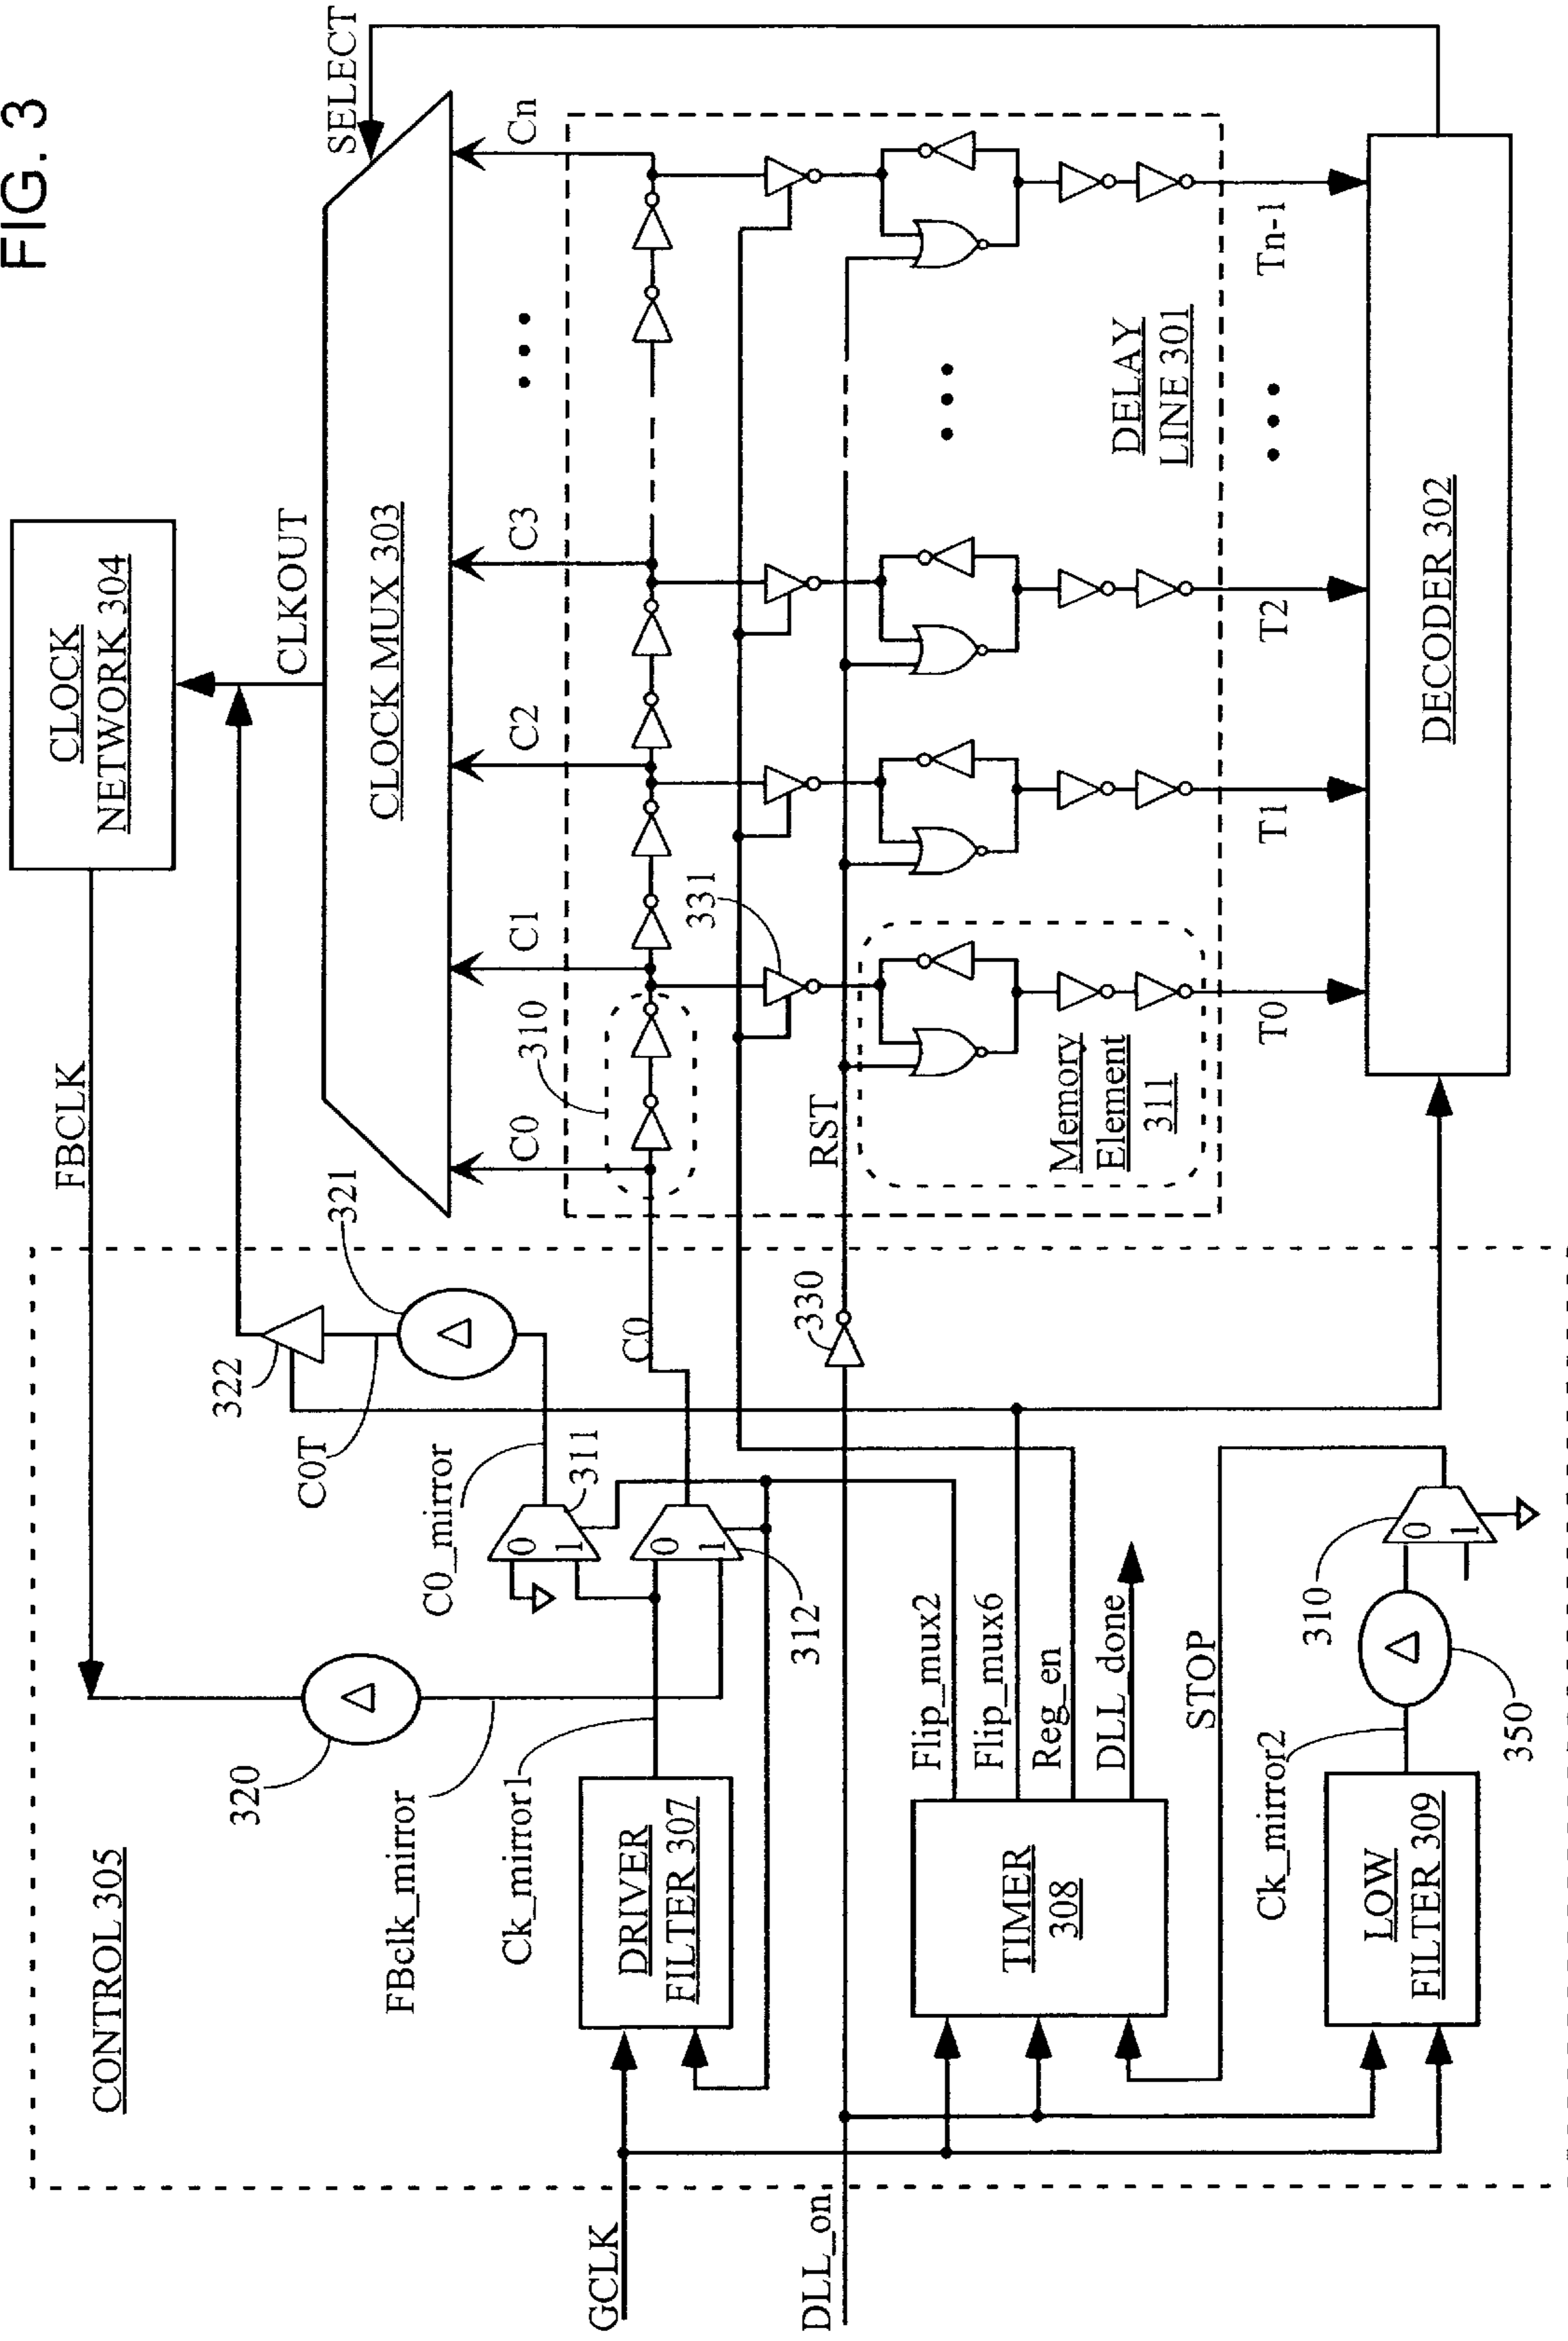 FIG. 3
CLOCK
NETWORK 304
FBCLK
CLKOUT
SELECT
CLOCK MUX 303
CONTROL 305
320
FBclk_mirror
Ck_mirror1
C0T
322
321
C0_mirror
311
0
1
0
1
312
C0
C0
C1
C2
C3
Cn
• • •
310
331
DRIVER
FILTER 307
GCLK
DLL_on
330
RST
Memory
Element
311
• • •
DELAY
LINE 301
TIMER
308
Flip_mux2
Flip_mux6
Reg_en
DLL_done
STOP
T0
T1
T2
• • •
Tn-1
Ck_mirror2
LOW
FILTER 309
350
310
0
1
DECODER 302
Δ
Δ
Δ